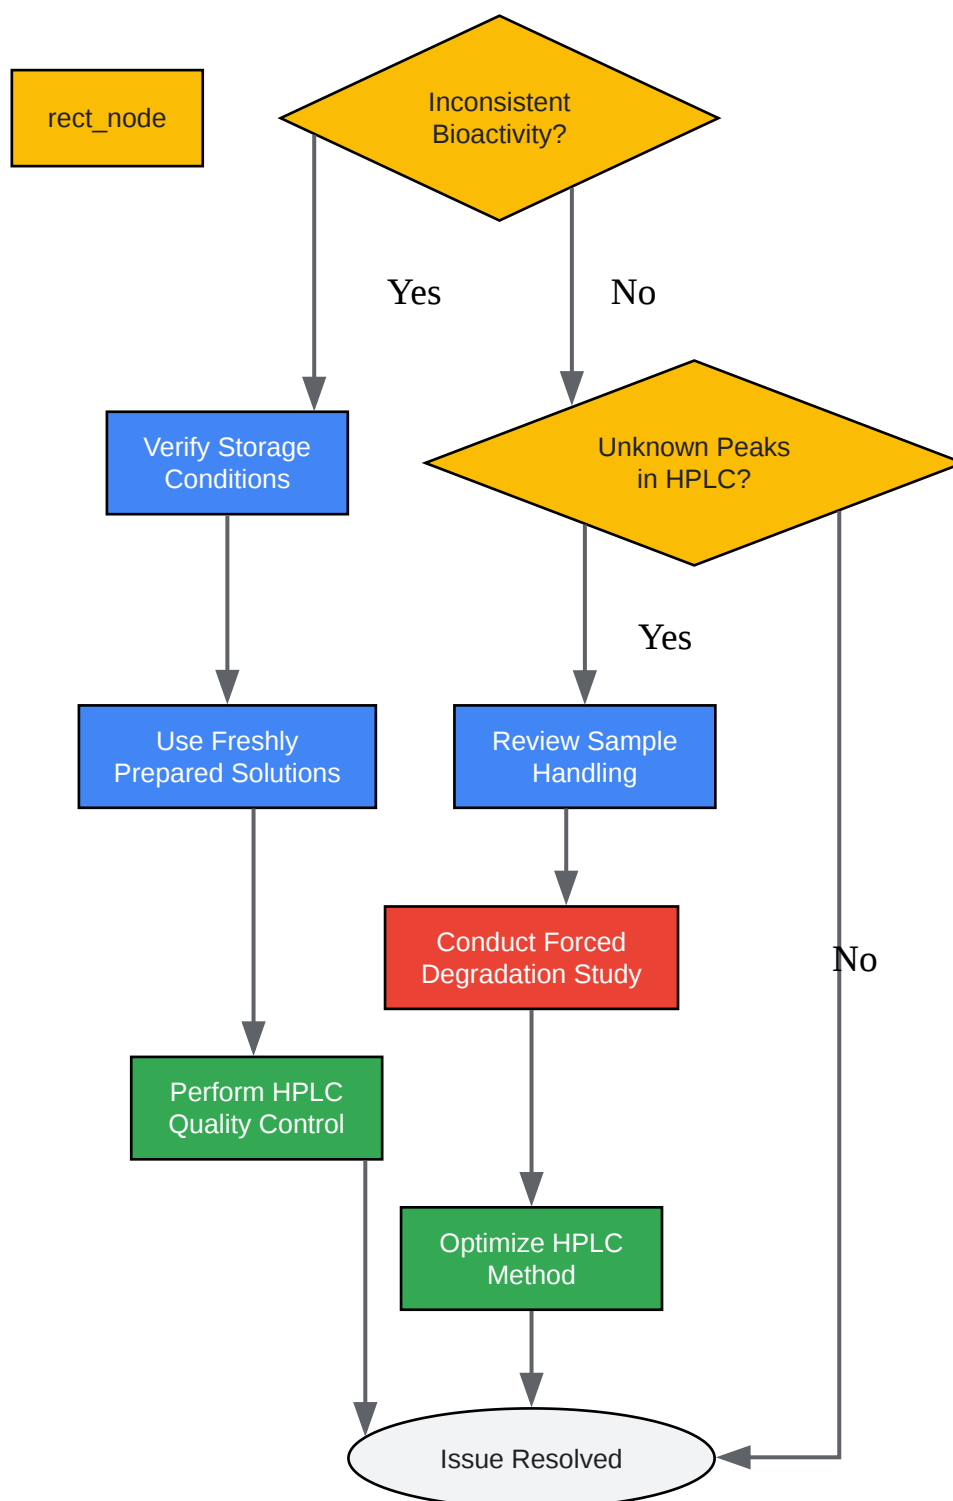 rect_node
Inconsistent
Bioactivity?
Yes
No
Verify Storage
Conditions
Unknown Peaks
in HPLC?
Yes
Use Freshly
Prepared Solutions
Review Sample
Handling
Conduct Forced
Degradation Study
No
Perform HPLC
Quality Control
Optimize HPLC
Method
Issue Resolved